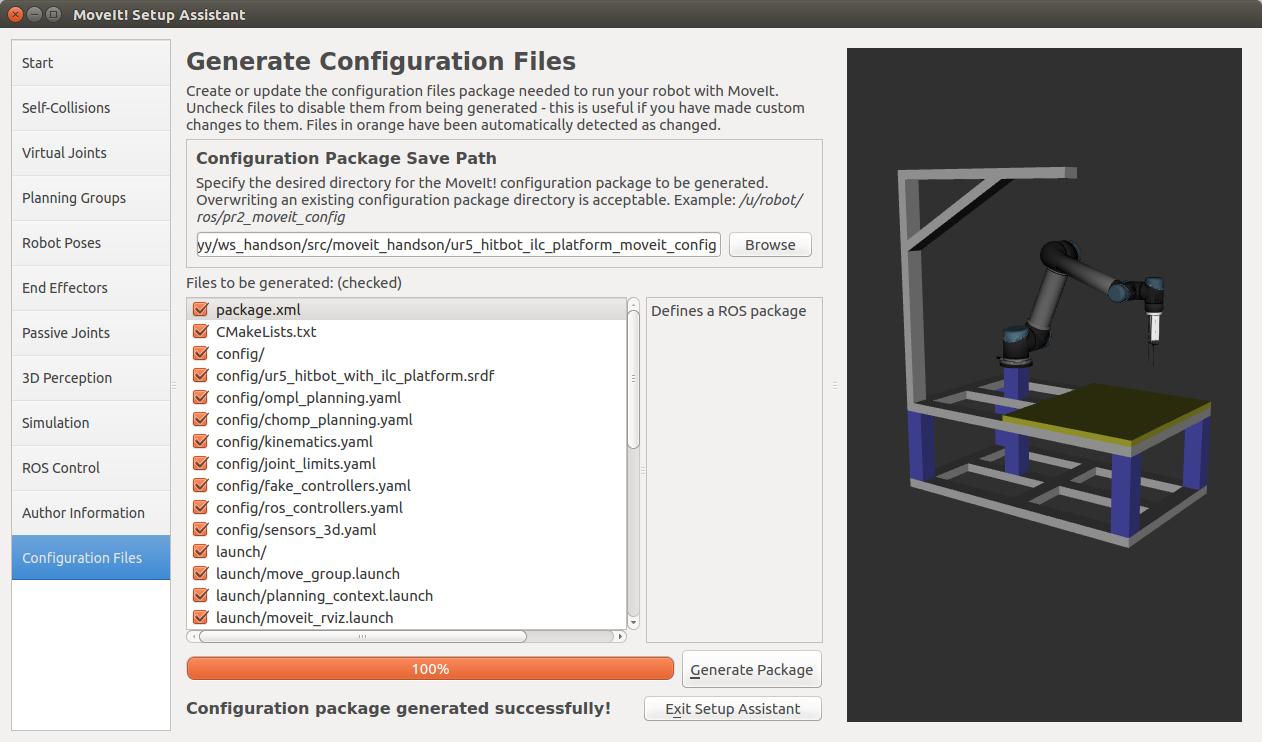 MoveIt! Setup Assistant
Start
Self-Collisions
Virtual Joints
Planning Groups
Robot Poses
End Effectors
Passive Joints
3D Perception
Simulation
ROS Control
Author Information
Configuration Files
Generate Configuration Files
Create or update the configuration files package needed to run your robot with MoveIt.
Uncheck files to disable them from being generated - this is useful if you have made custom
changes to them. Files in orange have been automatically detected as changed.
Configuration Package Save Path
Specify the desired directory for the MoveIt! configuration package to be generated.
Overwriting an existing configuration package directory is acceptable. Example: /u/robot/
ros/pr2_moveit_config
yy/ws_handson/src/moveit_handson/ur5_hitbot_ilc_platform_moveit_config
Browse
Files to be generated: (checked)
package.xml
CMakeLists.txt
config/
config/ur5_hitbot_with_ilc_platform.srdf
config/ompl_planning.yaml
config/chomp_planning.yaml
config/kinematics.yaml
config/joint_limits.yaml
config/fake_controllers.yaml
config/ros_controllers.yaml
config/sensors_3d.yaml
launch/
launch/move_group.launch
launch/planning_context.launch
launch/moveit_rviz.launch
Defines a ROS package
100%
Generate Package
Configuration package generated successfully!
Exit Setup Assistant